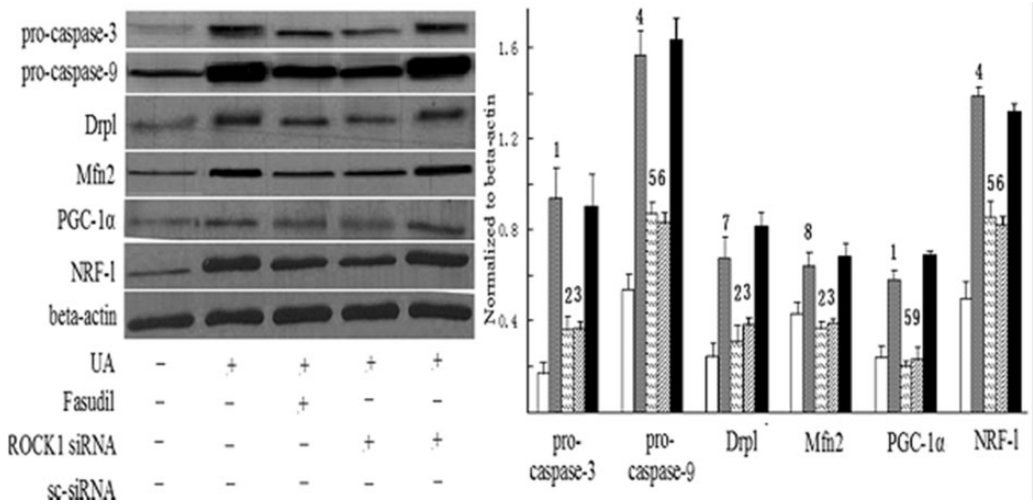 pro-caspase-3
pro-caspase-9
Drpl
Mfn2
PGC-1α
NRF-1
beta-actin
UA - + + + +
Fasudil - - + - -
ROCK1 siRNA - - - + +
sc-siRNA - - - - -
Normalized to beta-actin
1.6
1.2
0.8
0.4
1
23
4
56
7
23
8
23
1
59
4
56
pro-
caspase-3
pro-
caspase-9
Drpl
Mfn2
PGC-1α
NRF-1